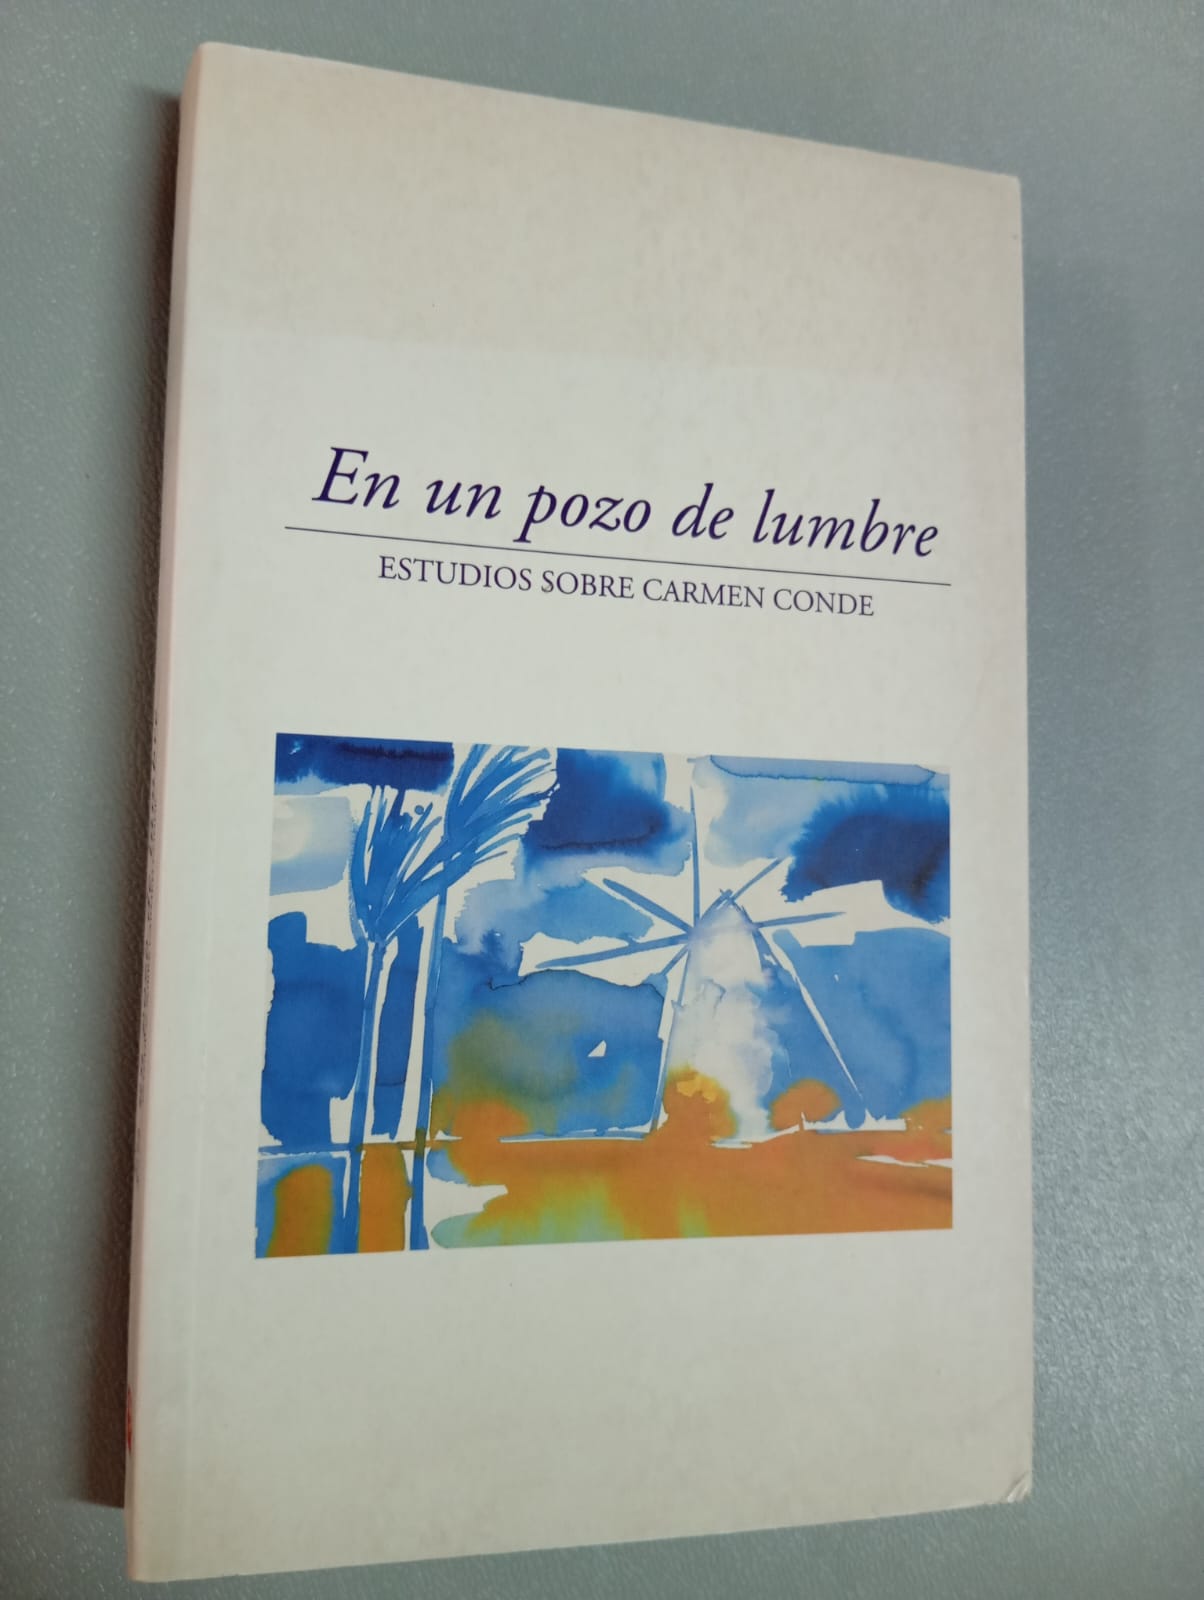 En un pozo de lumbre
ESTUDIOS SOBRE CARMEN CONDE